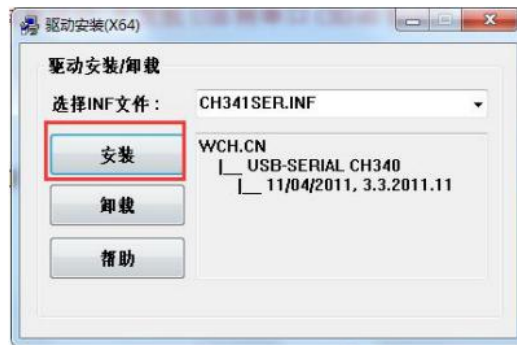 驱动安装(X64)
驱动安装/卸载
选择INF文件： CH341SER.INF
安装
WCH.CN
|__ USB-SERIAL CH340
|__ 11/04/2011, 3.3.2011.11
卸载
帮助